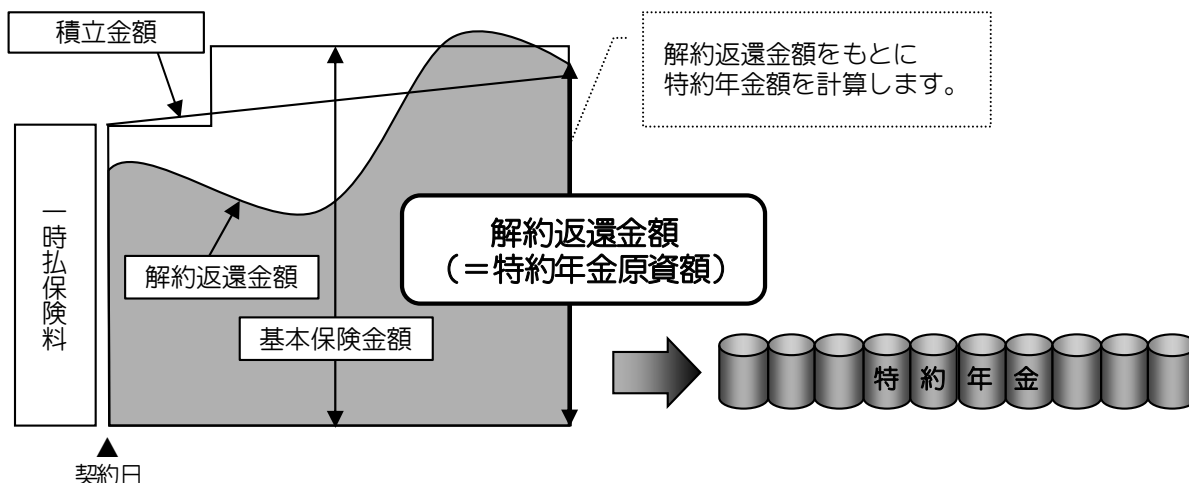 積立金額
解約返還金額をもとに
特約年金額を計算します。
一時払保険料
解約返還金額
（＝特約年金原資額）
解約返還金額
基本保険金額
特約年金
▲
契約日